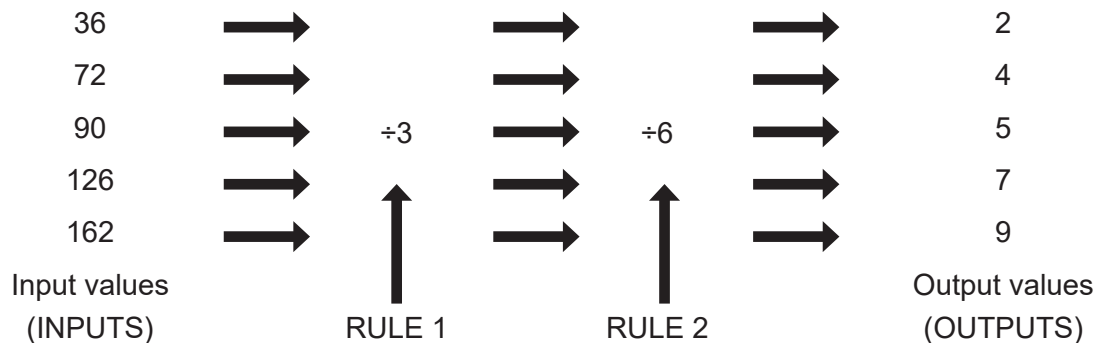 36 2
72 4
90 ÷3 ÷6 5
126 7
162 9
Input values Output values
(INPUTS) RULE 1 RULE 2 (OUTPUTS)